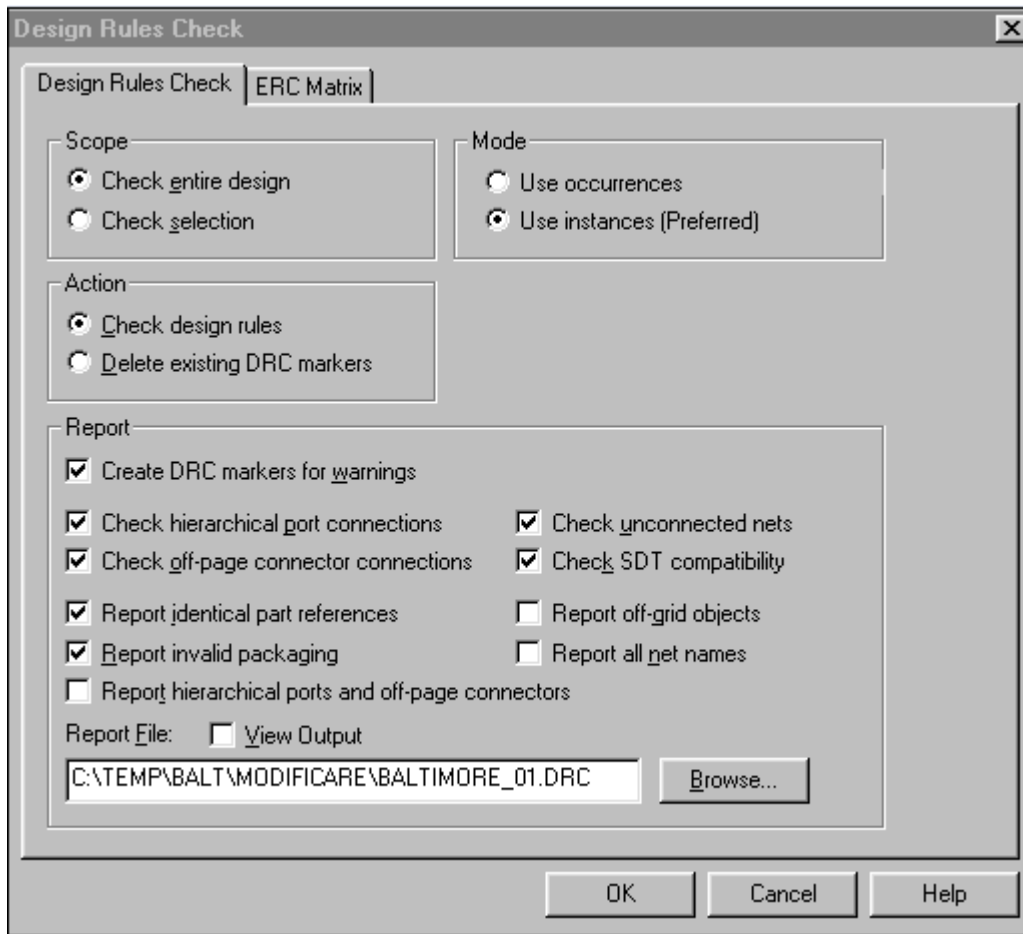 Design Rules Check
Design Rules Check ERC Matrix
Scope
Check entire design
Check selection
Mode
Use occurrences
Use instances (Preferred)
Action
Check design rules
Delete existing DRC markers
Report
Create DRC markers for warnings
Check hierarchical port connections Check unconnected nets
Check off-page connector connections Check SDT compatibility
Report identical part references Report off-grid objects
Report invalid packaging Report all net names
Report hierarchical ports and off-page connectors
Report File: View Output
C:\TEMP\BALT\MODIFICARE\BALTIMORE_01.DRC Browse...
OK Cancel Help